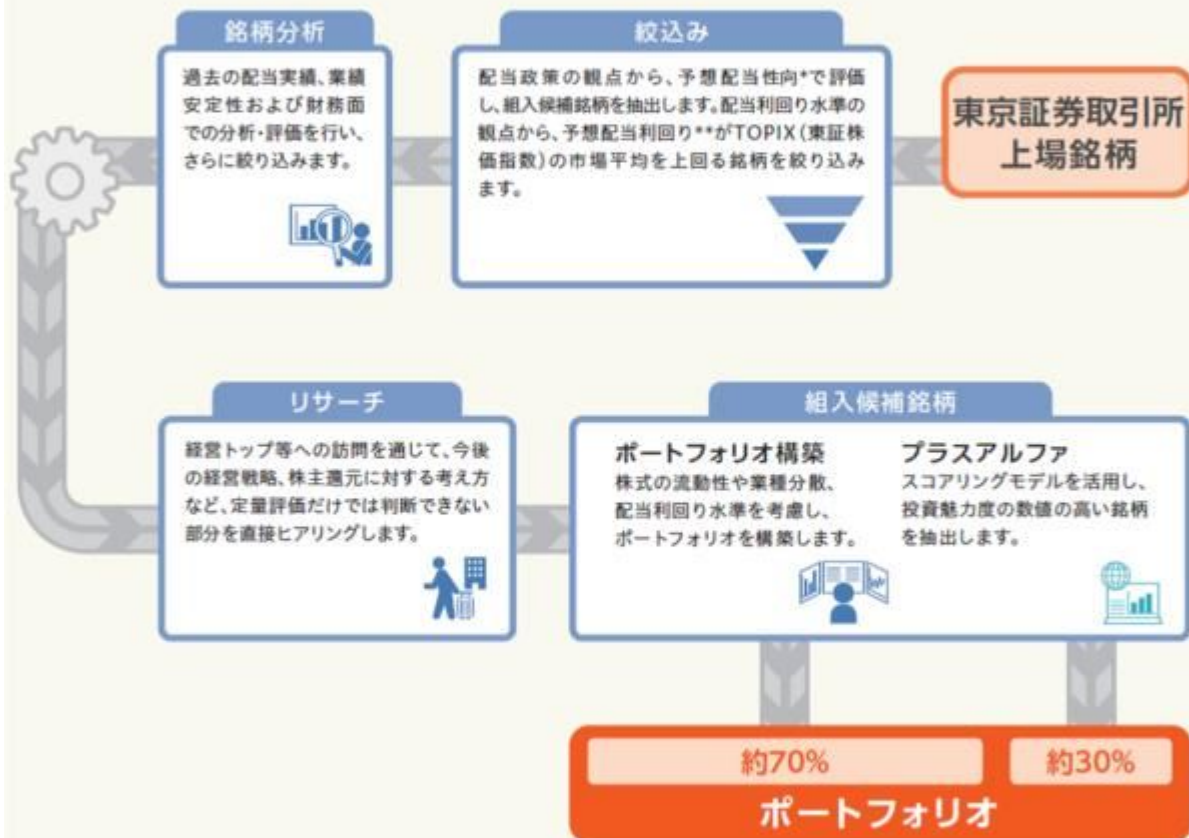 東京証券取引所
上場銘柄
絞込み
配当政策の観点から、予想配当性向*で評価
し、組入候補銘柄を抽出します。配当利回り水準の
観点から、予想配当利回り**がTOPIX(東証株
価指数)の市場平均を上回る銘柄を絞り込み
ます。
銘柄分析
過去の配当実績、業績
安定性および財務面
での分析・評価を行い、
さらに絞り込みます。
リサーチ
経営トップ等への訪問を通じて、今後
の経営戦略、株主還元に対する考え方
など、定量評価だけでは判断できない
部分を直接ヒアリングします。
組入候補銘柄
ポートフォリオ構築
株式の流動性や業種分散、
配当利回り水準を考慮し、
ポートフォリオを構築します。
プラスアルファ
スコアリングモデルを活用し、
投資魅力度の数値の高い銘柄
を抽出します。
約70%
約30%
ポートフォリオ